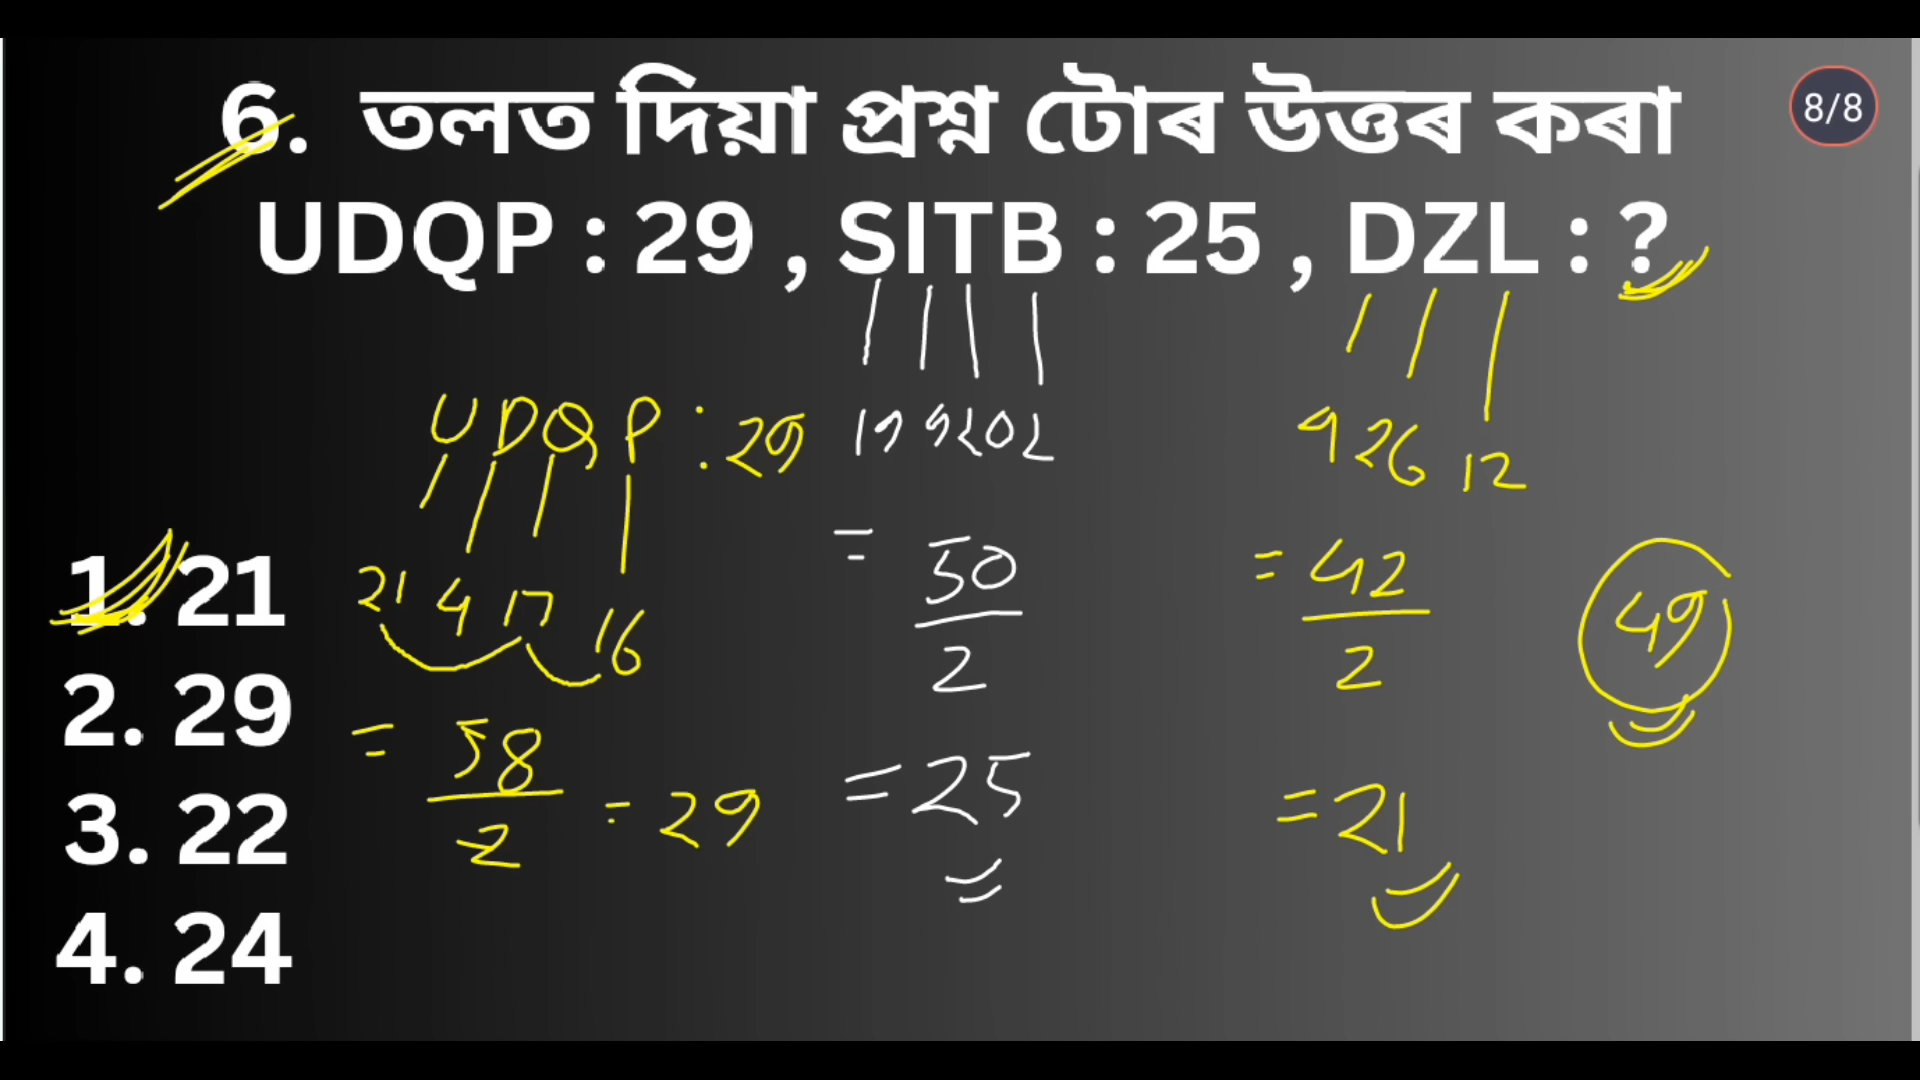 6. তলত দিয়া প্ৰশ্ন টোৰ উত্তৰ কৰা
8/8
UDQP : 29 , SITB : 25 , DZL : ?
UDQP : 29
19 9 20 2
4 26 12
1. 21
2. 29
3. 22
4. 24
21 4 17 16
= 58/2 = 29
= 50/2
= 25
= 42/2
= 21
49